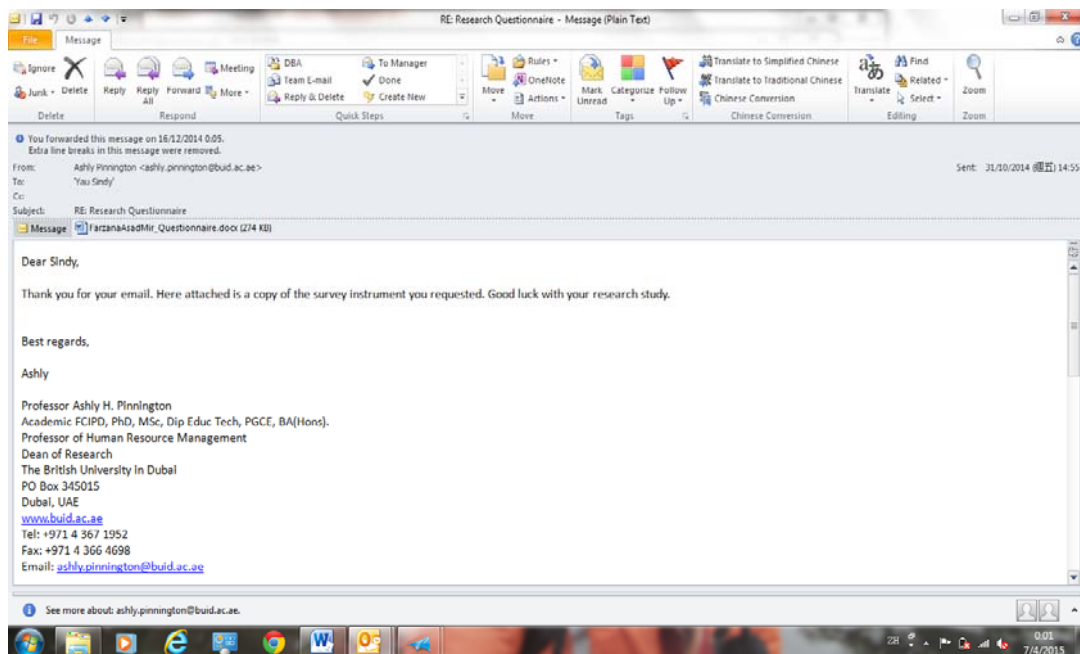 RE: Research Questionnaire - Message (Plain Text)
File Message
Ignore
Junk Delete
Reply Reply All Forward Meeting More
DBA To Manager
Team E-mail Done
Reply & Delete Create New
Move Rules OneNote Actions
Mark Unread Categorize Follow Up
Translate to Simplified Chinese
Translate to Traditional Chinese
Chinese Conversion
Translate Find Related Select
Zoom
Delete Respond Quick Steps Move Tags Chinese Conversion Editing Zoom
You forwarded this message on 16/12/2014 0:05.
Extra line breaks in this message were removed.
From: Ashly Pinnington <ashly.pinnington@buid.ac.ae> Sent: 31/10/2014 (週五) 14:55
To: 'Yau Sindy'
Cc:
Subject: RE: Research Questionnaire
Message FarzanaAsadMir_Questionnaire.docx (274 KB)
Dear Sindy,
Thank you for your email. Here attached is a copy of the survey instrument you requested. Good luck with your research study.
Best regards,
Ashly
Professor Ashly H. Pinnington
Academic FCIPD, PhD, MSc, Dip Educ Tech, PGCE, BA(Hons).
Professor of Human Resource Management
Dean of Research
The British University in Dubai
PO Box 345015
Dubai, UAE
www.buid.ac.ae
Tel: +971 4 367 1952
Fax: +971 4 366 4698
Email: ashly.pinnington@buid.ac.ae
See more about: ashly.pinnington@buid.ac.ae.
ZH 0:01
7/4/2015